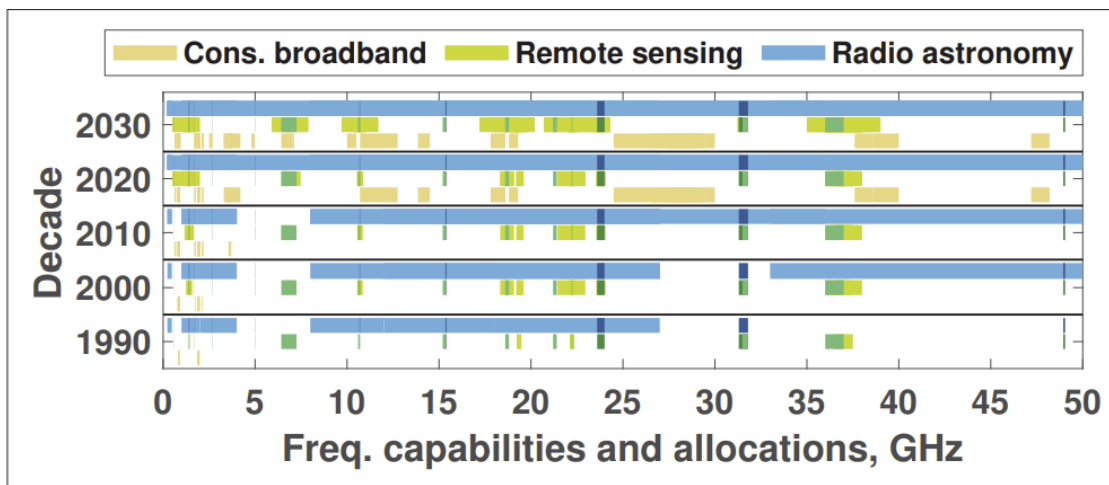 Cons. broadband Remote sensing Radio astronomy
2030
2020
2010
2000
1990
Decade
0 5 10 15 20 25 30 35 40 45 50
Freq. capabilities and allocations, GHz